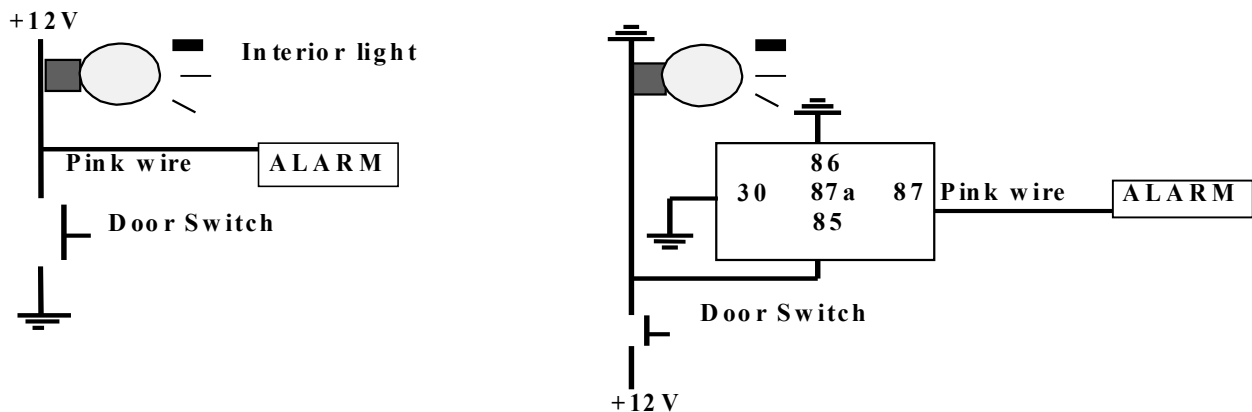 +12V
Interior light
Pink wire
ALARM
Door Switch
86
30 87a 87
85
Pink wire
ALARM
Door Switch
+12V